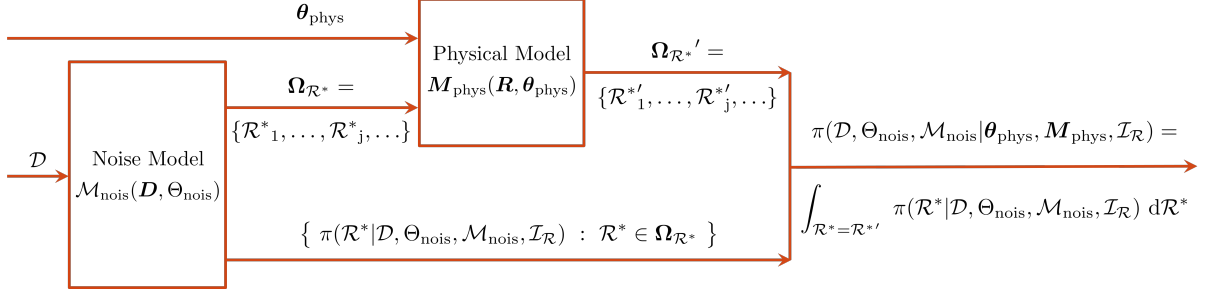 θ_phys
Physical Model
M_phys(R, θ_phys)
Ω_ℛ* =
{ℛ*_1, …, ℛ*_j, …}
Ω_ℛ*′ =
{ℛ*′_1, …, ℛ*′_j, …}
𝒟
Noise Model
ℳ_nois(D, Θ_nois)
{ π(ℛ*|𝒟, Θ_nois, ℳ_nois, ℐ_ℛ) : ℛ* ∈ Ω_ℛ* }
π(𝒟, Θ_nois, ℳ_nois|θ_phys, M_phys, ℐ_ℛ) =
∫_ℛ*=ℛ*′ π(ℛ*|𝒟, Θ_nois, ℳ_nois, ℐ_ℛ) dℛ*